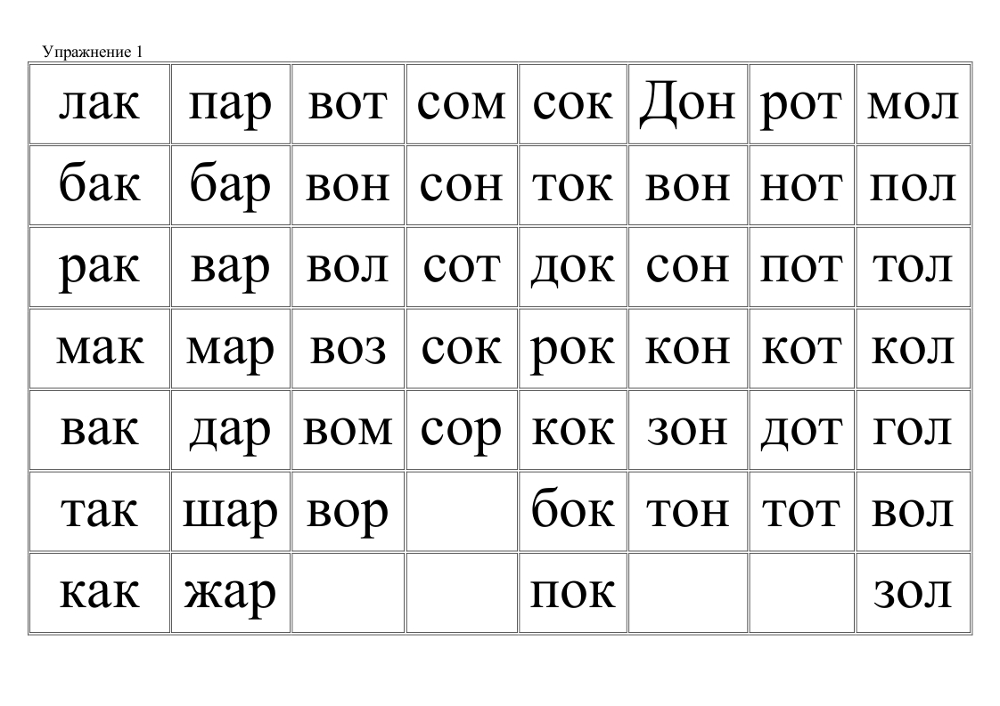 Упражнение 1
лак пар вот сом сок Дон рот мол
бак бар вон сон ток вон нот пол
рак вар вол сот док сон пот тол
мак мар воз сок рок кон кот кол
вак дар вом сор кок зон дот гол
так шар вор бок тон тот вол
как жар пок зол